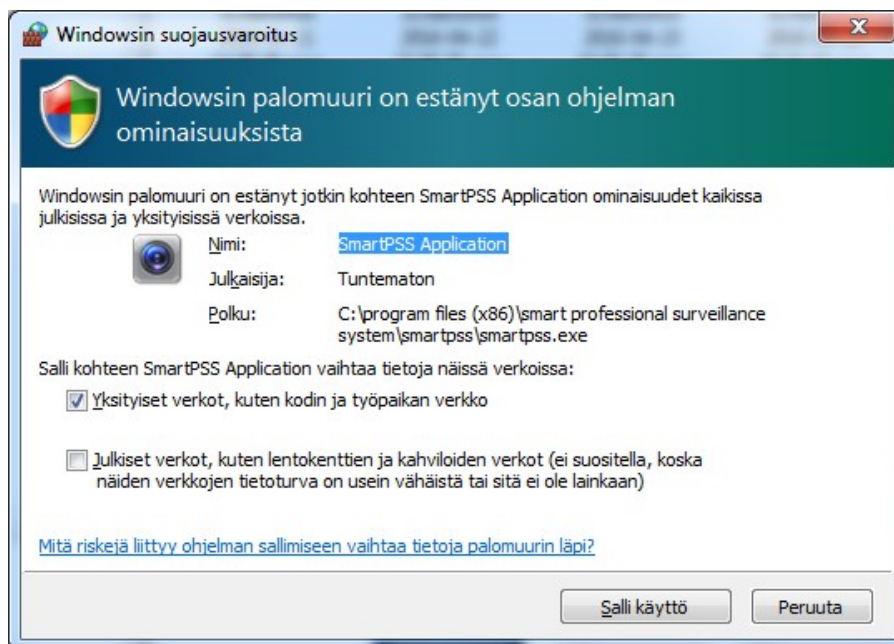 Windowsin suojausvaroitus
Windowsin palomuuri on estänyt osan ohjelman
ominaisuuksista
Windowsin palomuuri on estänyt jotkin kohteen SmartPSS Application ominaisuudet kaikissa
julkisissa ja yksityisissä verkoissa.
Nimi: SmartPSS Application
Julkaisija: Tuntematon
Polku: C:\program files (x86)\smart professional surveillance
system\smartpss\smartpss.exe
Salli kohteen SmartPSS Application vaihtaa tietoja näissä verkoissa:
Yksityiset verkot, kuten kodin ja työpaikan verkko
Julkiset verkot, kuten lentokenttien ja kahviloiden verkot (ei suositella, koska
näiden verkkojen tietoturva on usein vähäistä tai sitä ei ole lainkaan)
Mitä riskejä liittyy ohjelman sallimiseen vaihtaa tietoja palomuurin läpi?
Salli käyttö Peruuta